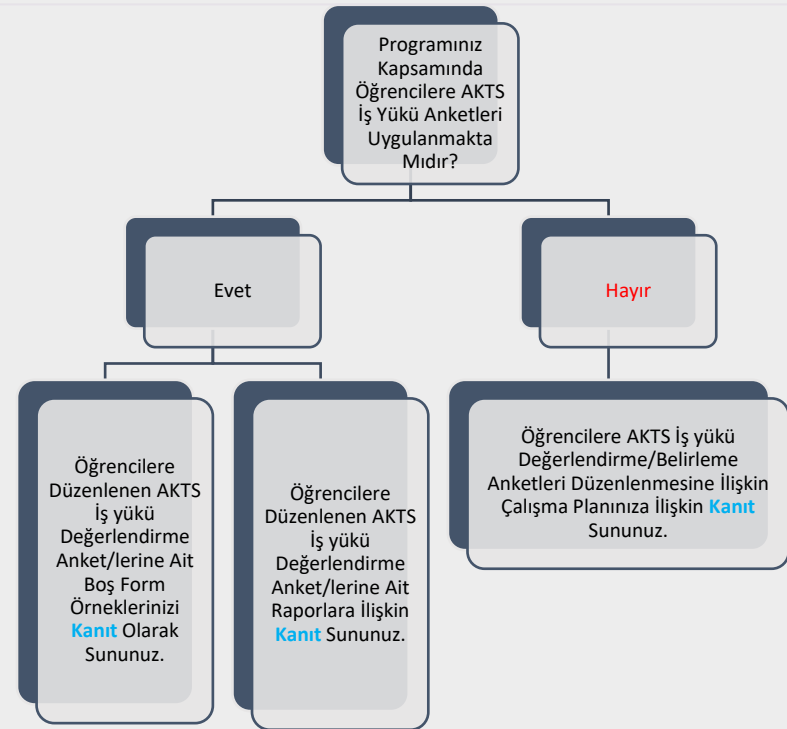 Programınız
Kapsamında
Öğrencilere AKTS
İş Yükü Anketleri
Uygulanmakta
Mıdır?
Evet
Hayır
Öğrencilere
Düzenlenen AKTS
İş yükü
Değerlendirme
Anket/lerine Ait
Boş Form
Örneklerinizi
Kanıt Olarak
Sununuz.
Öğrencilere
Düzenlenen AKTS
İş yükü
Değerlendirme
Anket/lerine Ait
Raporlara İlişkin
Kanıt Sununuz.
Öğrencilere AKTS İş yükü
Değerlendirme/Belirleme
Anketleri Düzenlenmesine İlişkin
Çalışma Planınıza İlişkin Kanıt
Sununuz.